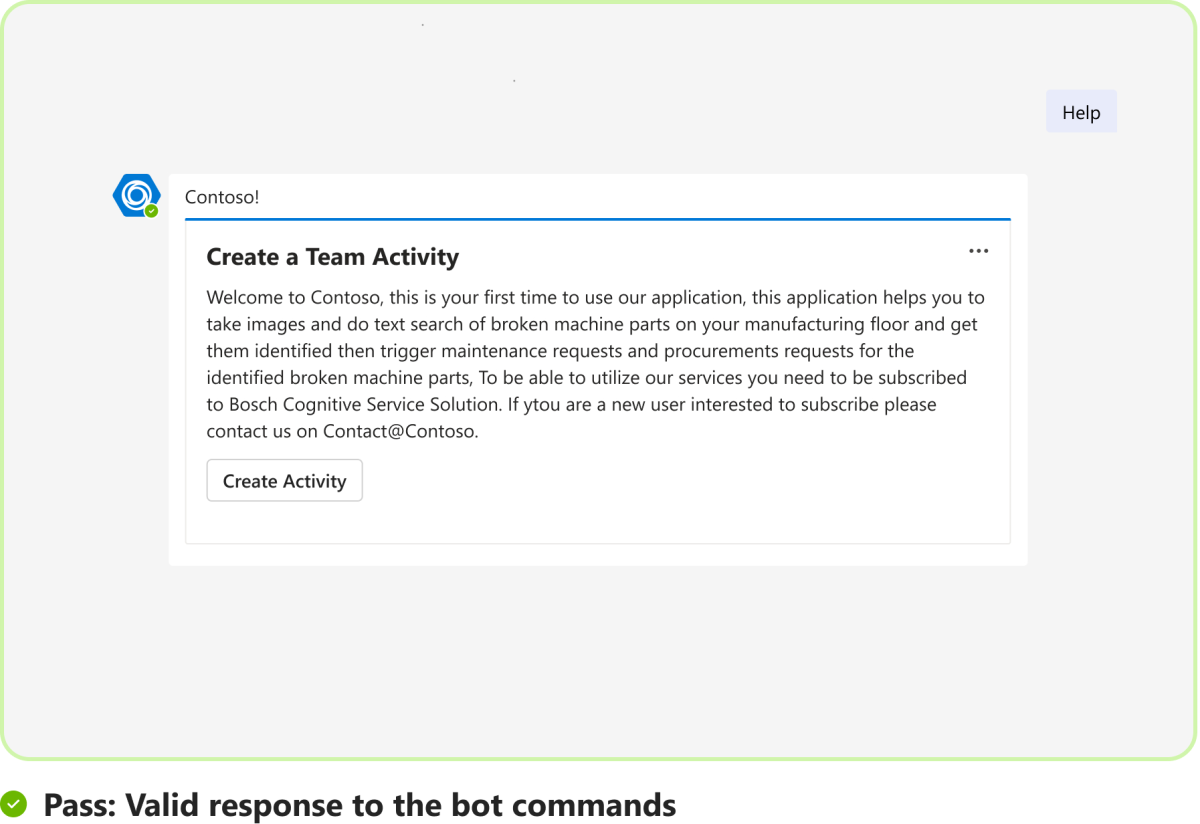 Help
Contoso!
Create a Team Activity
Welcome to Contoso, this is your first time to use our application, this application helps you to
take images and do text search of broken machine parts on your manufacturing floor and get
them identified then trigger maintenance requests and procurements requests for the
identified broken machine parts, To be able to utilize our services you need to be subscribed
to Bosch Cognitive Service Solution. If ytou are a new user interested to subscribe please
contact us on Contact@Contoso.
Create Activity
Pass: Valid response to the bot commands